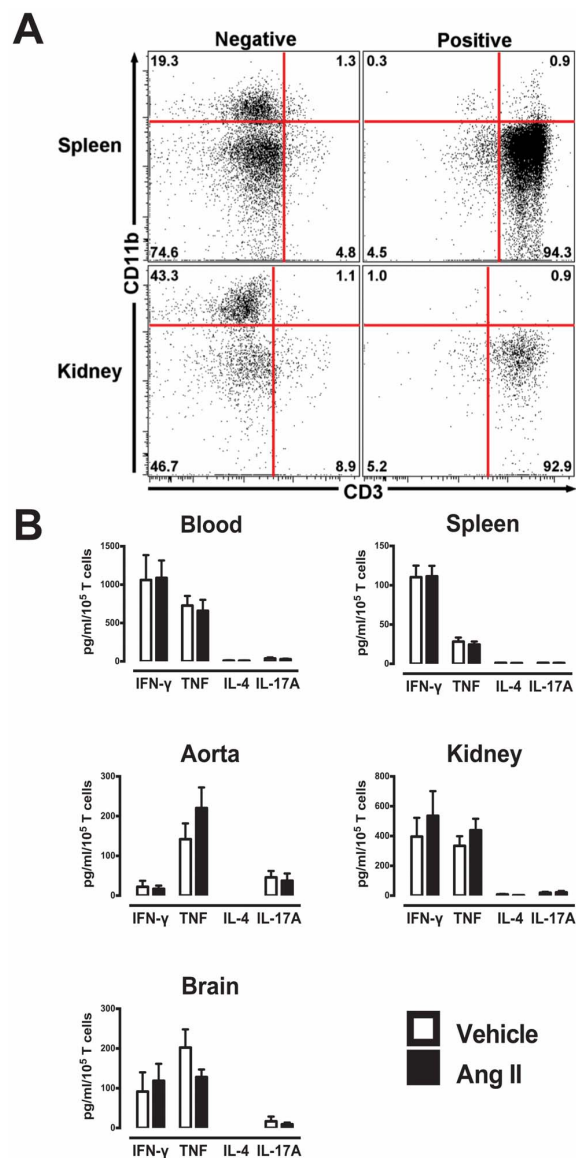 A
Negative Positive
19.3 1.3 0.3 0.9
Spleen
74.6 4.8 4.5 94.3
CD11b
43.3 1.1 1.0 0.9
Kidney
46.7 8.9 5.2 92.9
CD3
B
Blood
pg/ml/10⁵ T cells
1500
1000
500
0
IFN-γ TNF IL-4 IL-17A
Spleen
pg/ml/10⁵ T cells
150
100
50
0
IFN-γ TNF IL-4 IL-17A
Aorta
pg/ml/10⁵ T cells
300
200
100
0
IFN-γ TNF IL-4 IL-17A
Kidney
pg/ml/10⁵ T cells
800
600
400
200
0
IFN-γ TNF IL-4 IL-17A
Brain
pg/ml/10⁵ T cells
300
200
100
0
IFN-γ TNF IL-4 IL-17A
Vehicle
Ang II